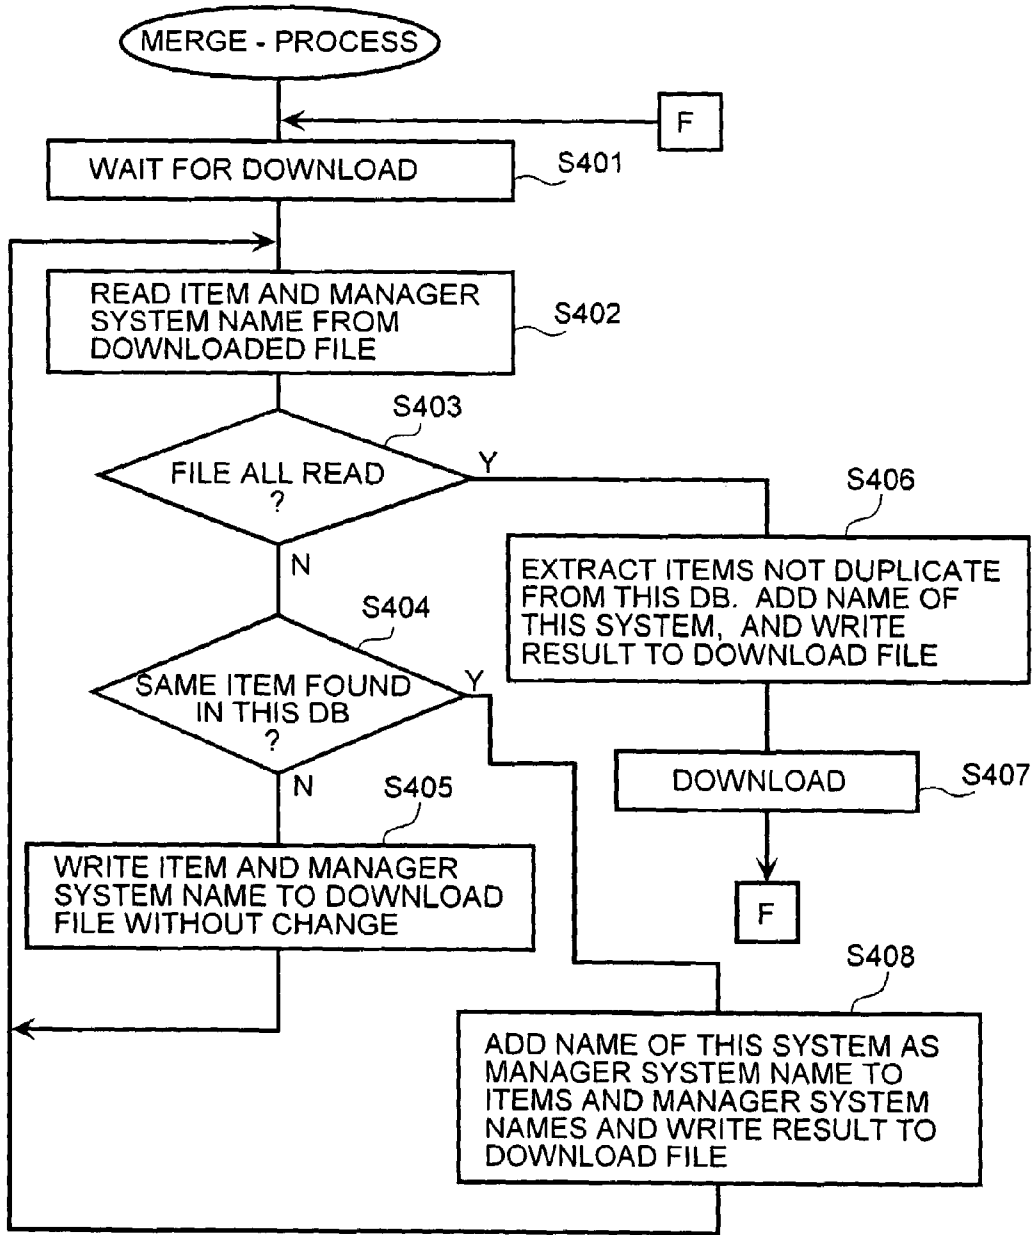 MERGE - PROCESS
F
WAIT FOR DOWNLOAD
S401
READ ITEM AND MANAGER
SYSTEM NAME FROM
DOWNLOADED FILE
S402
S403
FILE ALL READ
?
Y
N
S406
EXTRACT ITEMS NOT DUPLICATE
FROM THIS DB. ADD NAME OF
THIS SYSTEM, AND WRITE
RESULT TO DOWNLOAD FILE
S404
SAME ITEM FOUND
IN THIS DB
?
Y
N
DOWNLOAD
S407
S405
WRITE ITEM AND MANAGER
SYSTEM NAME TO DOWNLOAD
FILE WITHOUT CHANGE
F
S408
ADD NAME OF THIS SYSTEM AS
MANAGER SYSTEM NAME TO
ITEMS AND MANAGER SYSTEM
NAMES AND WRITE RESULT TO
DOWNLOAD FILE